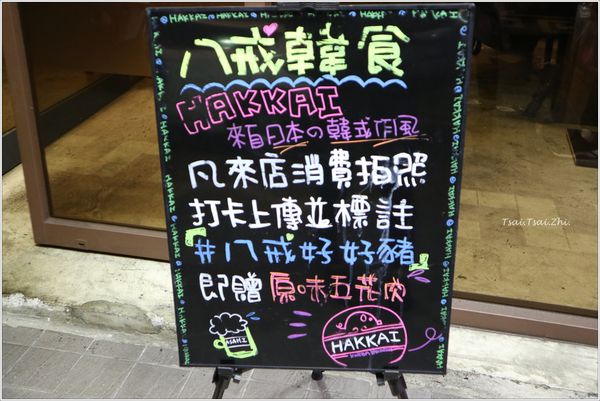 八戒韓食
HAKKAI
來自日本の韓式作風
凡來店消費拍照
打卡上傳並標註
#八戒好好豬
即贈 原味五花肉
ASAHI
HAKKAI
Tsai.Tsai.Zhi.